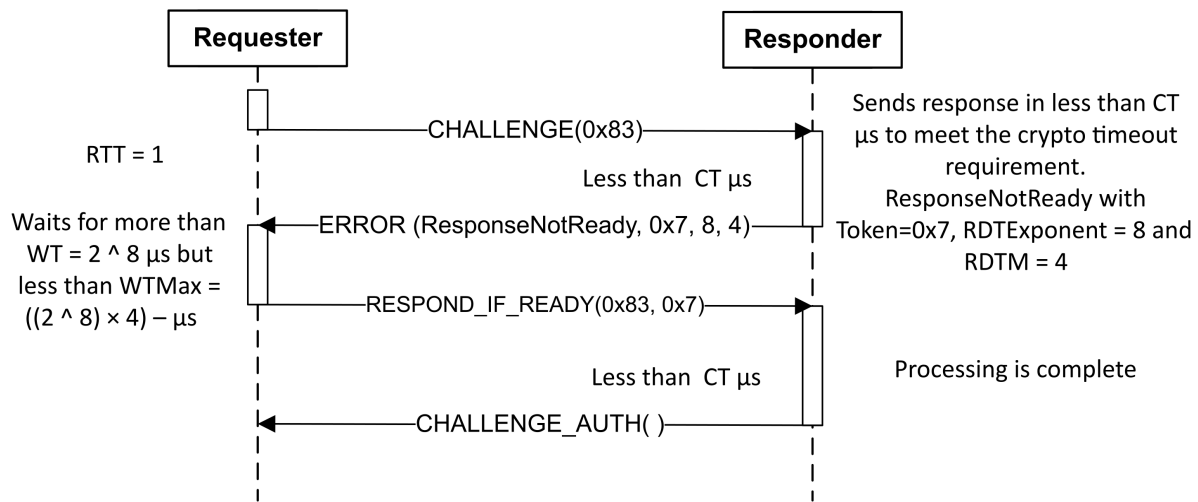 Requester
Responder
CHALLENGE(0x83)
Sends response in less than CT
µs to meet the crypto timeout
requirement.
ResponseNotReady with
Token=0x7, RDTExponent = 8 and
RDTM = 4
RTT = 1
Less than CT µs
Waits for more than
WT = 2 ^ 8 µs but
less than WTMax =
((2 ^ 8) × 4) – µs
ERROR (ResponseNotReady, 0x7, 8, 4)
RESPOND_IF_READY(0x83, 0x7)
Less than CT µs
Processing is complete
CHALLENGE_AUTH( )